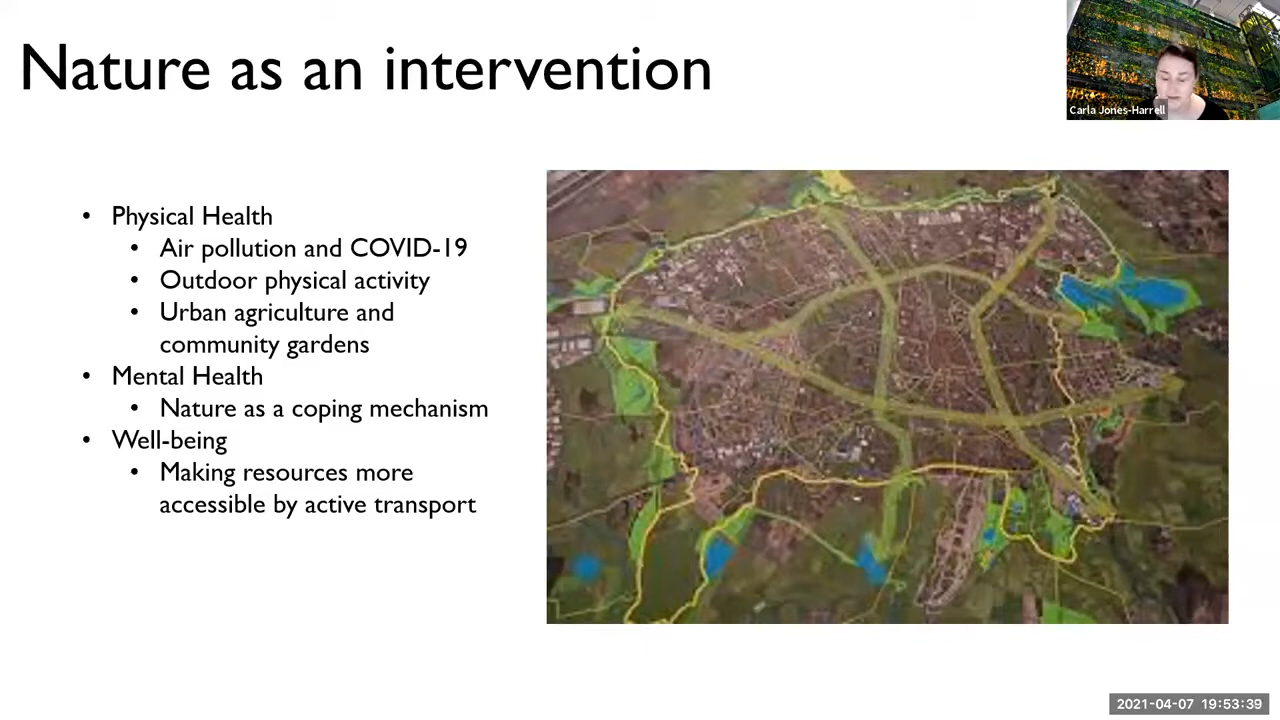 Nature as an intervention
Carla Jones-Harrell
• Physical Health
• Air pollution and COVID-19
• Outdoor physical activity
• Urban agriculture and
community gardens
• Mental Health
• Nature as a coping mechanism
• Well-being
• Making resources more
accessible by active transport
2021-04-07 19:53:39